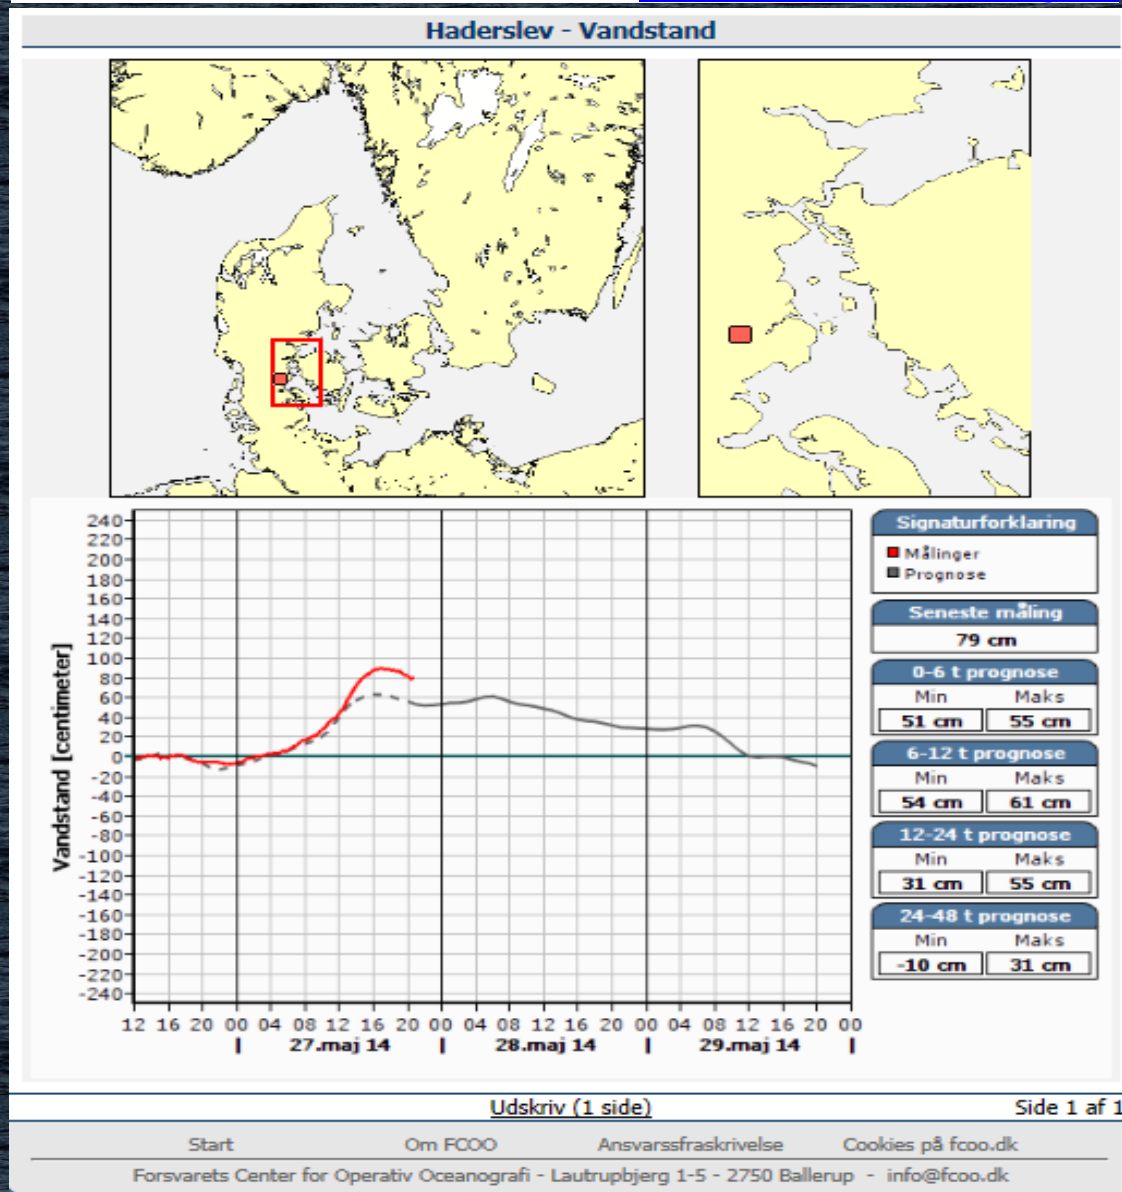 Haderslev - Vandstand
Vandstand [centimeter]
240
220
200
180
160
140
120
100
80
60
40
20
0
-20
-40
-60
-80
-100
-120
-140
-160
-180
-200
-220
-240
12 16 20 00 04 08 12 16 20 00 04 08 12 16 20 00 04 08 12 16 20 00
27.maj 14 28.maj 14 29.maj 14
Signaturforklaring
Målinger
Prognose
Seneste måling
79 cm
0-6 t prognose
Min Maks
51 cm 55 cm
6-12 t prognose
Min Maks
54 cm 61 cm
12-24 t prognose
Min Maks
31 cm 55 cm
24-48 t prognose
Min Maks
-10 cm 31 cm
Udskriv (1 side) Side 1 af 1
Start Om FCOO Ansvarssfraskrivelse Cookies på fcoo.dk
Forsvarets Center for Operativ Oceanografi - Lautrupbjerg 1-5 - 2750 Ballerup - info@fcoo.dk